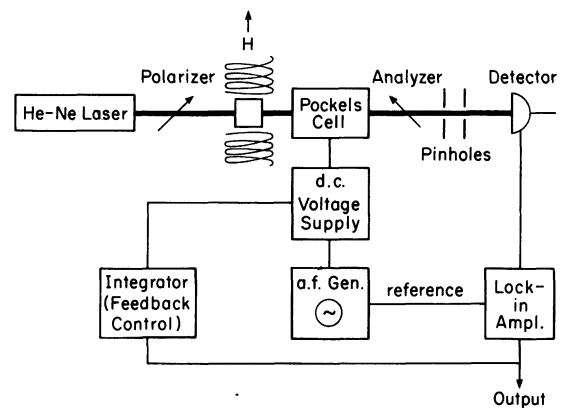 H
Polarizer
Analyzer
Detector
He-Ne Laser
Pockels
Cell
Pinholes
d.c.
Voltage
Supply
Integrator
(Feedback
Control)
a.f. Gen.
~
reference
Lock-
in
Ampl.
Output